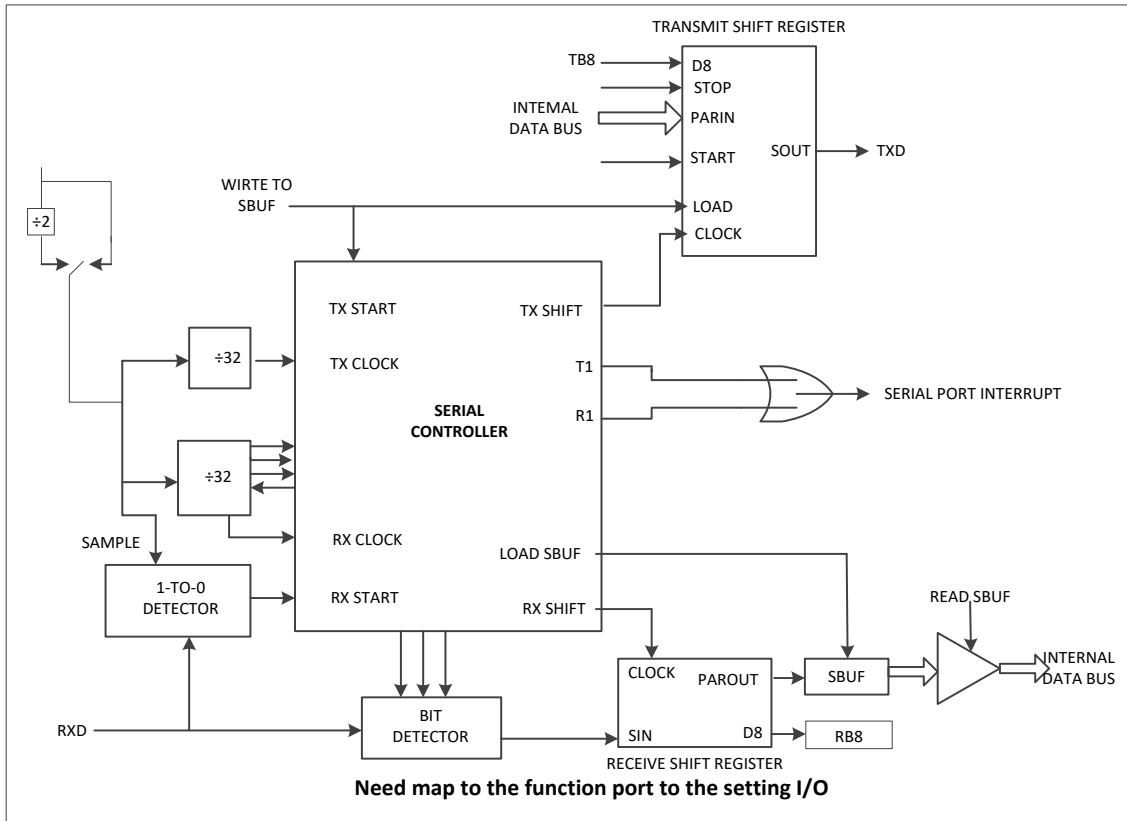 TRANSMIT SHIFT REGISTER
TB8
D8
STOP
INTEMAL
DATA BUS
PARIN
START
SOUT
TXD
WIRTE TO
SBUF
LOAD
CLOCK
÷2
TX START
TX SHIFT
÷32
TX CLOCK
T1
SERIAL
CONTROLLER
R1
SERIAL PORT INTERRUPT
÷32
SAMPLE
RX CLOCK
LOAD SBUF
1-TO-0
DETECTOR
RX START
RX SHIFT
READ SBUF
CLOCK
PAROUT
SBUF
INTERNAL
DATA BUS
RXD
BIT
DETECTOR
SIN
D8
RB8
RECEIVE SHIFT REGISTER
Need map to the function port to the setting I/O